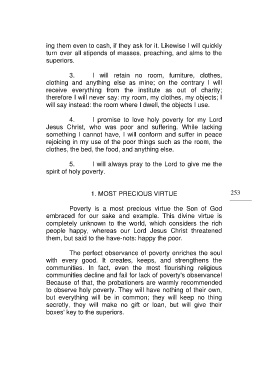 ing them even to cash, if they ask for it. Likewise I will quickly
turn over all stipends of masses, preaching, and alms to the
superiors.
3. I will retain no room, furniture, clothes,
clothing and anything else as mine; on the contrary I will
receive everything from the institute as out of charity;
therefore I will never say: my room, my clothes, my objects; I
will say instead: the room where I dwell, the objects I use.
4. I promise to love holy poverty for my Lord
Jesus Christ, who was poor and suffering. While lacking
something I cannot have, I will conform and suffer in peace
rejoicing in my use of the poor things such as the room, the
clothes, the bed, the food, and anything else.
5. I will always pray to the Lord to give me the
spirit of holy poverty.
1. MOST PRECIOUS VIRTUE
253
Poverty is a most precious virtue the Son of God
embraced for our sake and example. This divine virtue is
completely unknown to the world, which considers the rich
people happy, whereas our Lord Jesus Christ threatened
them, but said to the have-nots: happy the poor.
The perfect observance of poverty enriches the soul
with every good. It creates, keeps, and strengthens the
communities. In fact, even the most flourishing religious
communities decline and fail for lack of poverty's observance!
Because of that, the probationers are warmly recommended
to observe holy poverty. They will have nothing of their own,
but everything will be in common; they will keep no thing
secretly, they will make no gift or loan, but will give their
boxes' key to the superiors.